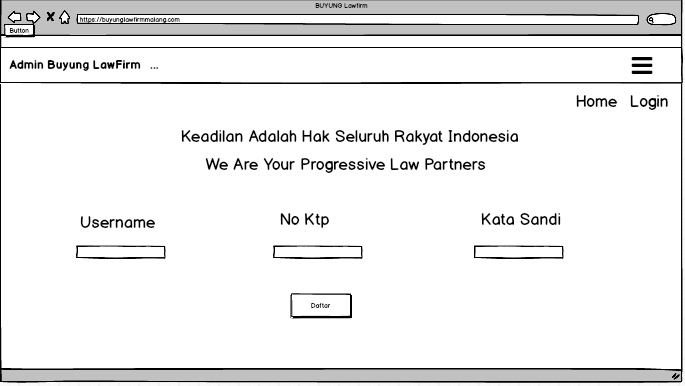 BUYUNG Lawfirm
https://buyunglawfirmmalang.com
Button
Admin Buyung LawFirm ...
Home Login
Keadilan Adalah Hak Seluruh Rakyat Indonesia
We Are Your Progressive Law Partners
Username No Ktp Kata Sandi
Daftar